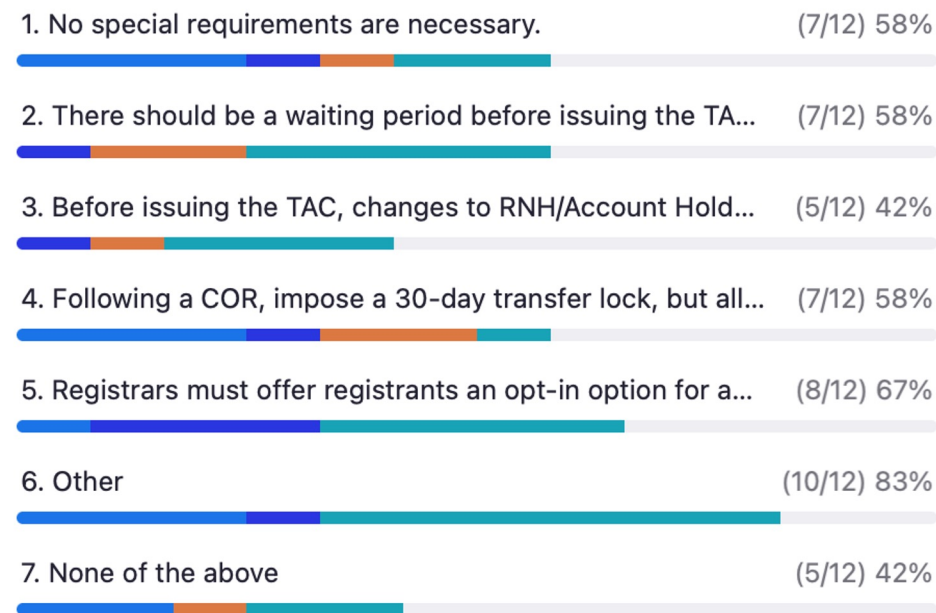 1. No special requirements are necessary. (7/12) 58%
2. There should be a waiting period before issuing the TA... (7/12) 58%
3. Before issuing the TAC, changes to RNH/Account Hold... (5/12) 42%
4. Following a COR, impose a 30-day transfer lock, but all... (7/12) 58%
5. Registrars must offer registrants an opt-in option for a... (8/12) 67%
6. Other (10/12) 83%
7. None of the above (5/12) 42%